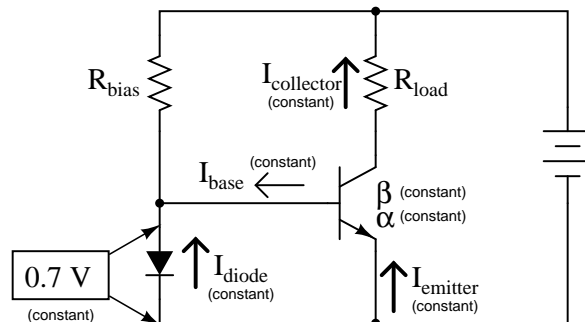 R_bias
I_collector
(constant)
R_load
I_base
(constant)
β (constant)
α (constant)
0.7 V
(constant)
I_diode
(constant)
I_emitter
(constant)